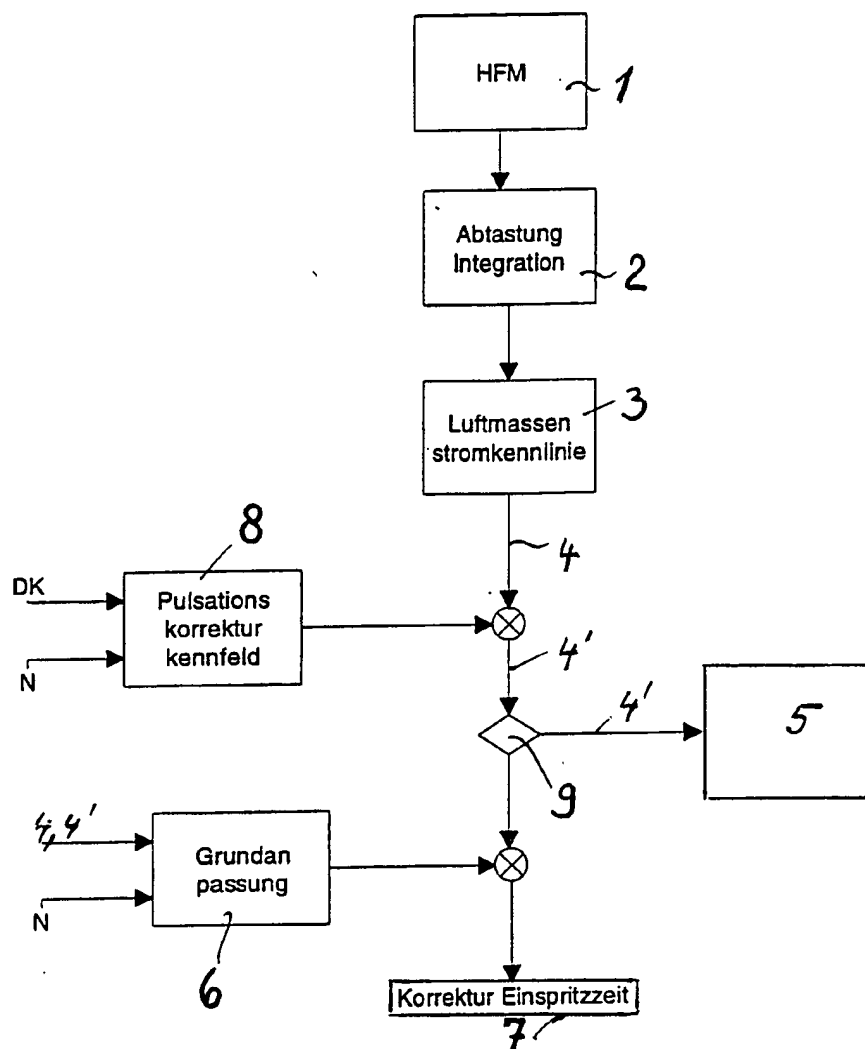 HFM
1
Abtastung
Integration
2
3
Luftmassen
stromkennlinie
4
8
DK
Pulsations
korrektur
kennfeld
N
4'
4'
5
9
4,4'
Grundan
passung
N
6
Korrektur Einspritzzeit
7